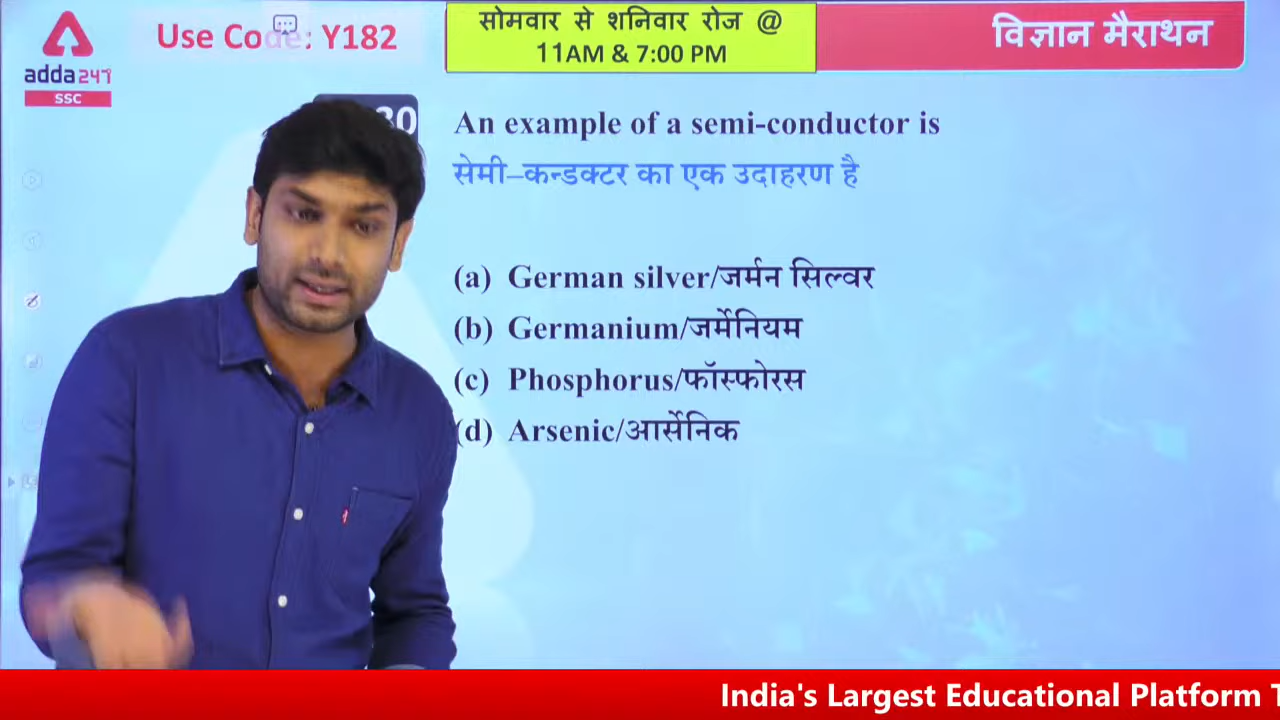 adda247
SSC
Use Code: Y182
सोमवार से शनिवार रोज @
11AM & 7:00 PM
विज्ञान मैराथन
30
An example of a semi-conductor is
सेमी–कन्डक्टर का एक उदाहरण है
(a) German silver/जर्मन सिल्वर
(b) Germanium/जर्मेनियम
(c) Phosphorus/फॉस्फोरस
(d) Arsenic/आर्सेनिक
India's Largest Educational Platform